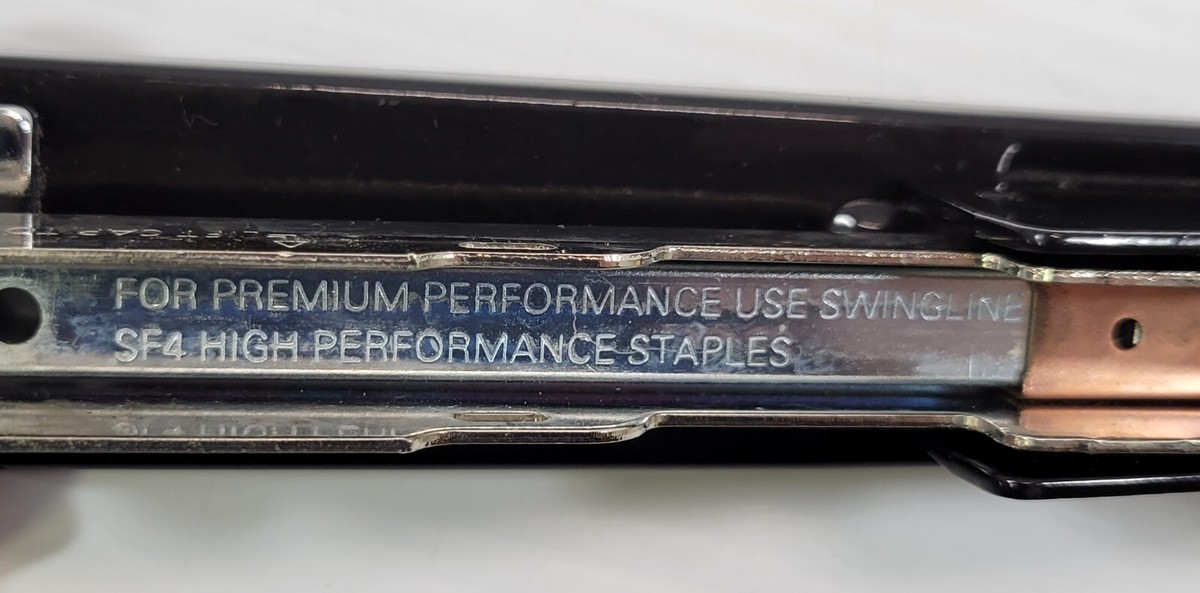 FOR PREMIUM PERFORMANCE USE SWINGLINE
SF4 HIGH PERFORMANCE STAPLES